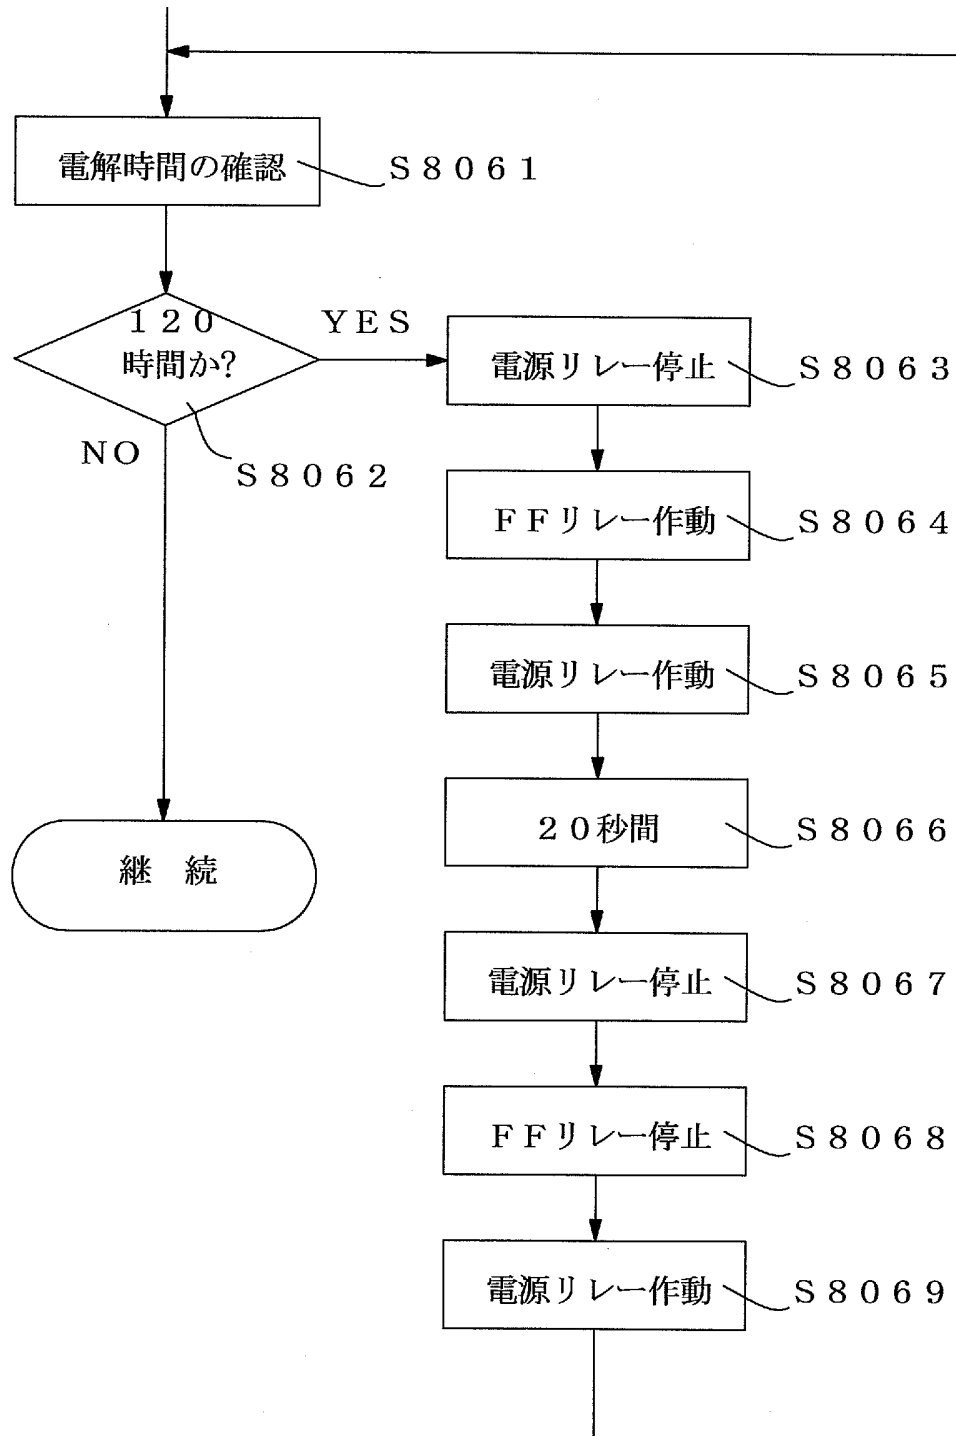 電解時間の確認
S8061
120
時間か?
YES
NO
S8062
継 続
電源リレー停止
S8063
FFリレー作動
S8064
電源リレー作動
S8065
20秒間
S8066
電源リレー停止
S8067
FFリレー停止
S8068
電源リレー作動
S8069